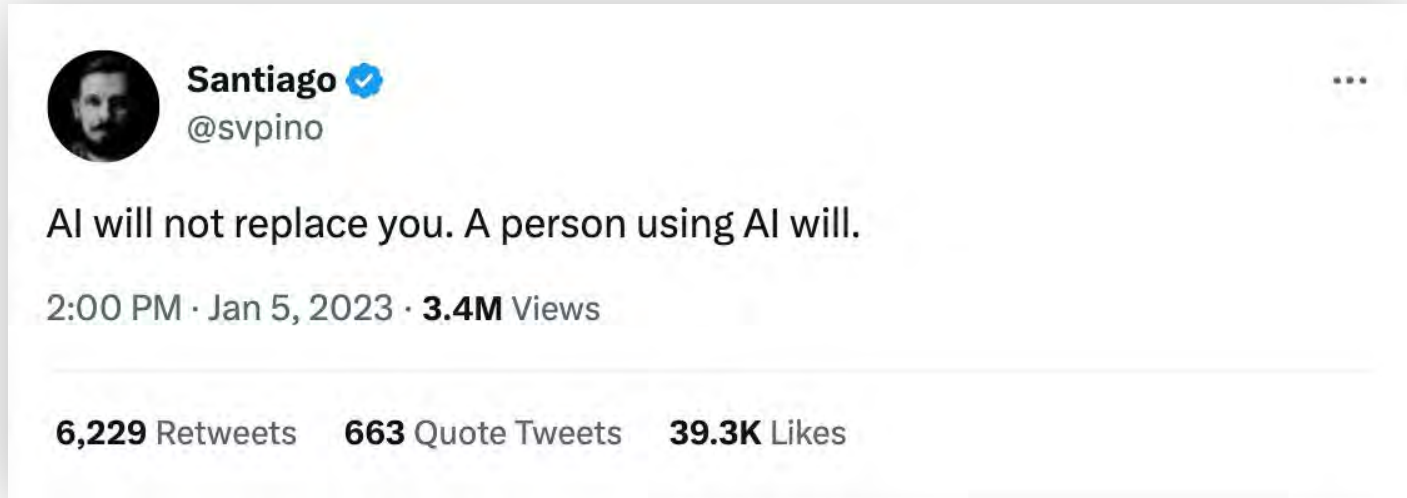 Santiago
@svpino
AI will not replace you. A person using AI will.
2:00 PM · Jan 5, 2023 · 3.4M Views
6,229 Retweets 663 Quote Tweets 39.3K Likes